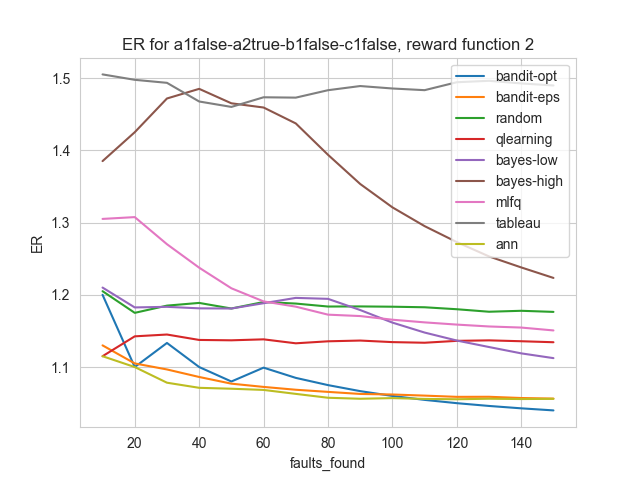 ER for a1false-a2true-b1false-c1false, reward function 2
1.5
1.4
1.3
1.2
1.1
ER
bandit-opt
bandit-eps
random
qlearning
bayes-low
bayes-high
mlfq
tableau
ann
20 40 60 80 100 120 140
faults_found